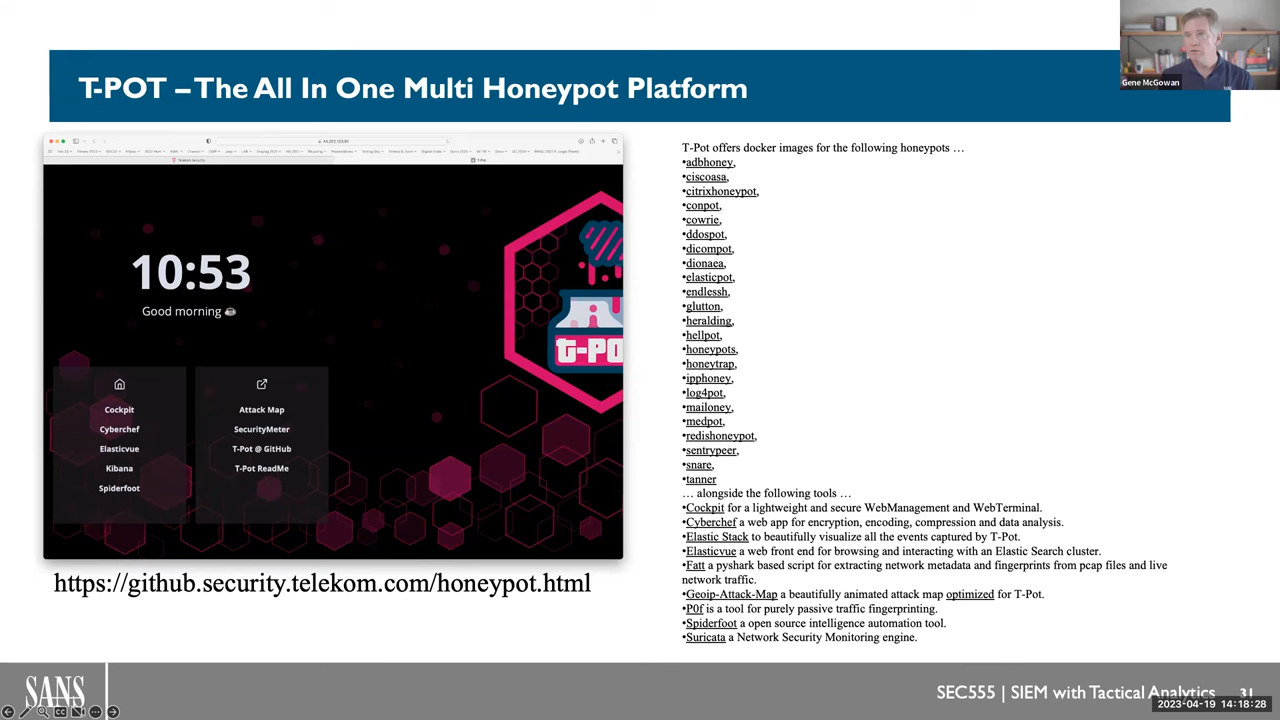 T-POT – The All In One Multi Honeypot Platform
Gene McGowan
10:53
Good morning
Cockpit
Cyberchef
Elasticvue
Kibana
Spiderfoot
Attack Map
SecurityMeter
T-Pot @ GitHub
T-Pot ReadMe
t-PO
https://github.security.telekom.com/honeypot.html
T-Pot offers docker images for the following honeypots …
•adbhoney,
•ciscoasa,
•citrixhoneypot,
•conpot,
•cowrie,
•ddospot,
•dicompot,
•dionaea,
•elasticpot,
•endlessh,
•glutton,
•heralding,
•hellpot,
•honeypots,
•honeytrap,
•ipphoney,
•log4pot,
•mailoney,
•medpot,
•redishoneypot,
•sentrypeer,
•snare,
•tanner
… alongside the following tools …
•Cockpit for a lightweight and secure WebManagement and WebTerminal.
•Cyberchef a web app for encryption, encoding, compression and data analysis.
•Elastic Stack to beautifully visualize all the events captured by T-Pot.
•Elasticvue a web front end for browsing and interacting with an Elastic Search cluster.
•Fatt a pyshark based script for extracting network metadata and fingerprints from pcap files and live
network traffic.
•Geoip-Attack-Map a beautifully animated attack map optimized for T-Pot.
•P0f is a tool for purely passive traffic fingerprinting.
•Spiderfoot a open source intelligence automation tool.
•Suricata a Network Security Monitoring engine.
SANS
SEC555 | SIEM with Tactical Analytics 31
2023-04-19 14:18:28